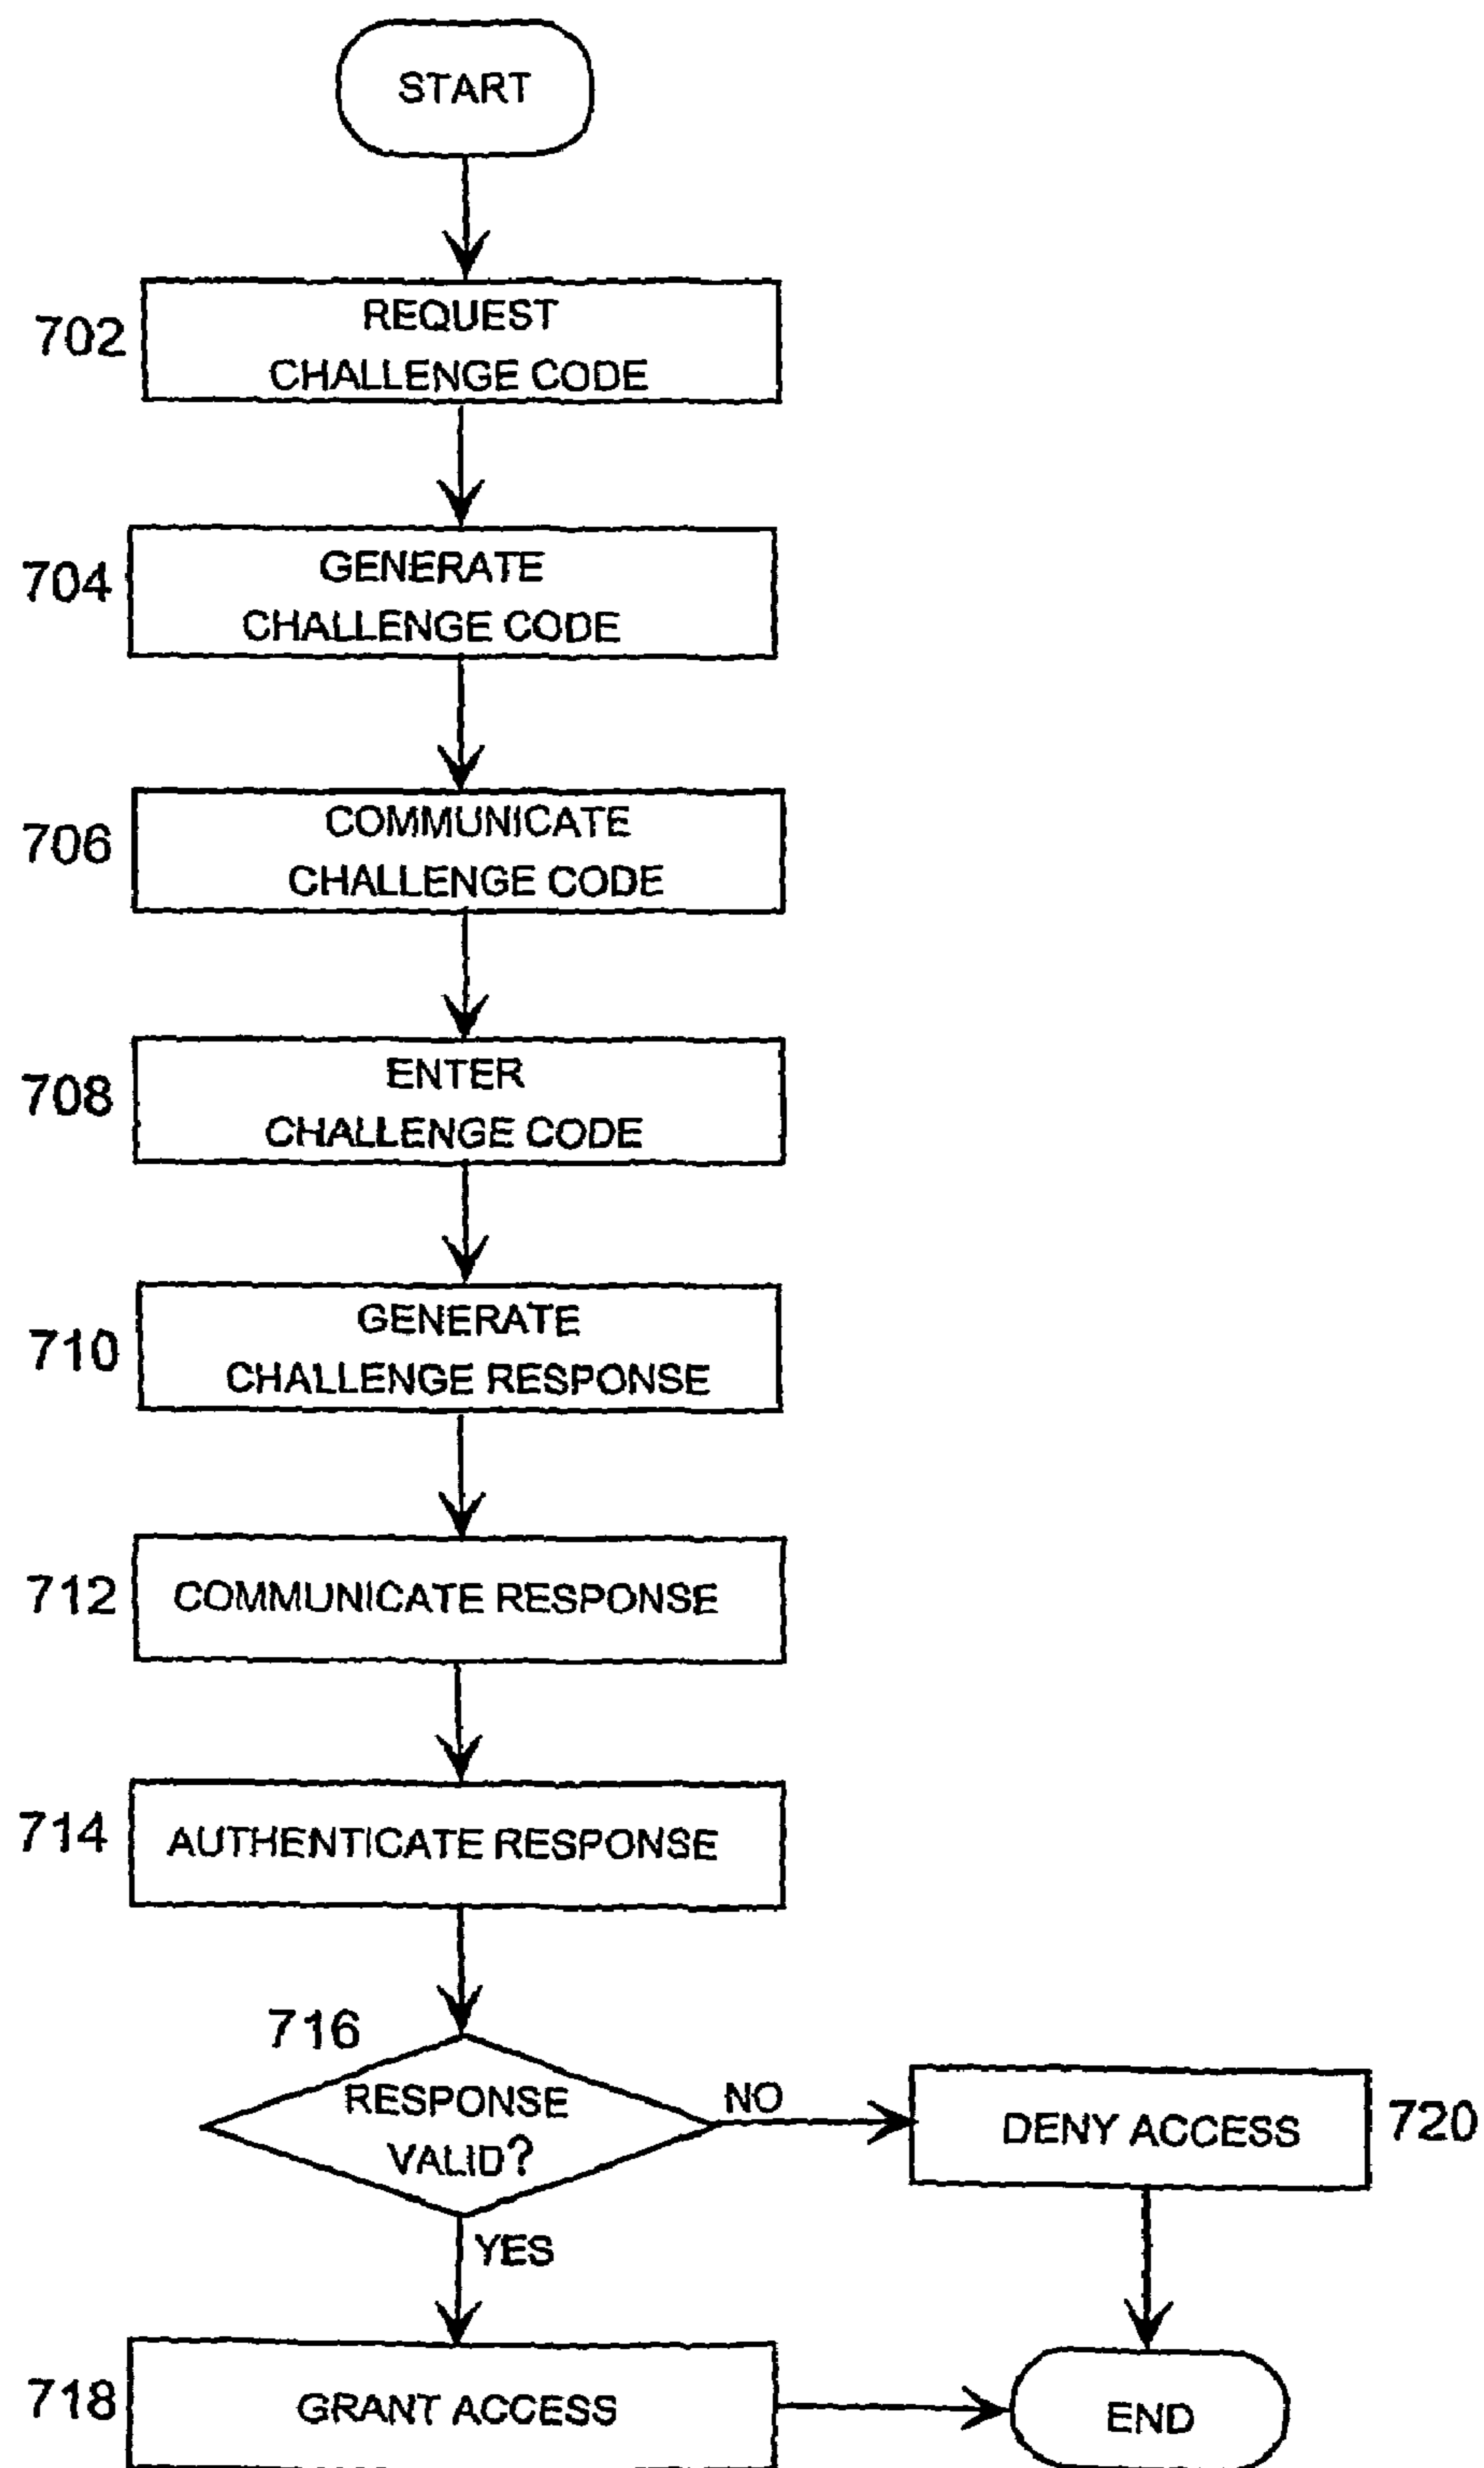 START
702
REQUEST
CHALLENGE CODE
704
GENERATE
CHALLENGE CODE
706
COMMUNICATE
CHALLENGE CODE
708
ENTER
CHALLENGE CODE
710
GENERATE
CHALLENGE RESPONSE
712
COMMUNICATE RESPONSE
714
AUTHENTICATE RESPONSE
716
RESPONSE
VALID?
NO
DENY ACCESS
720
YES
718
GRANT ACCESS
END